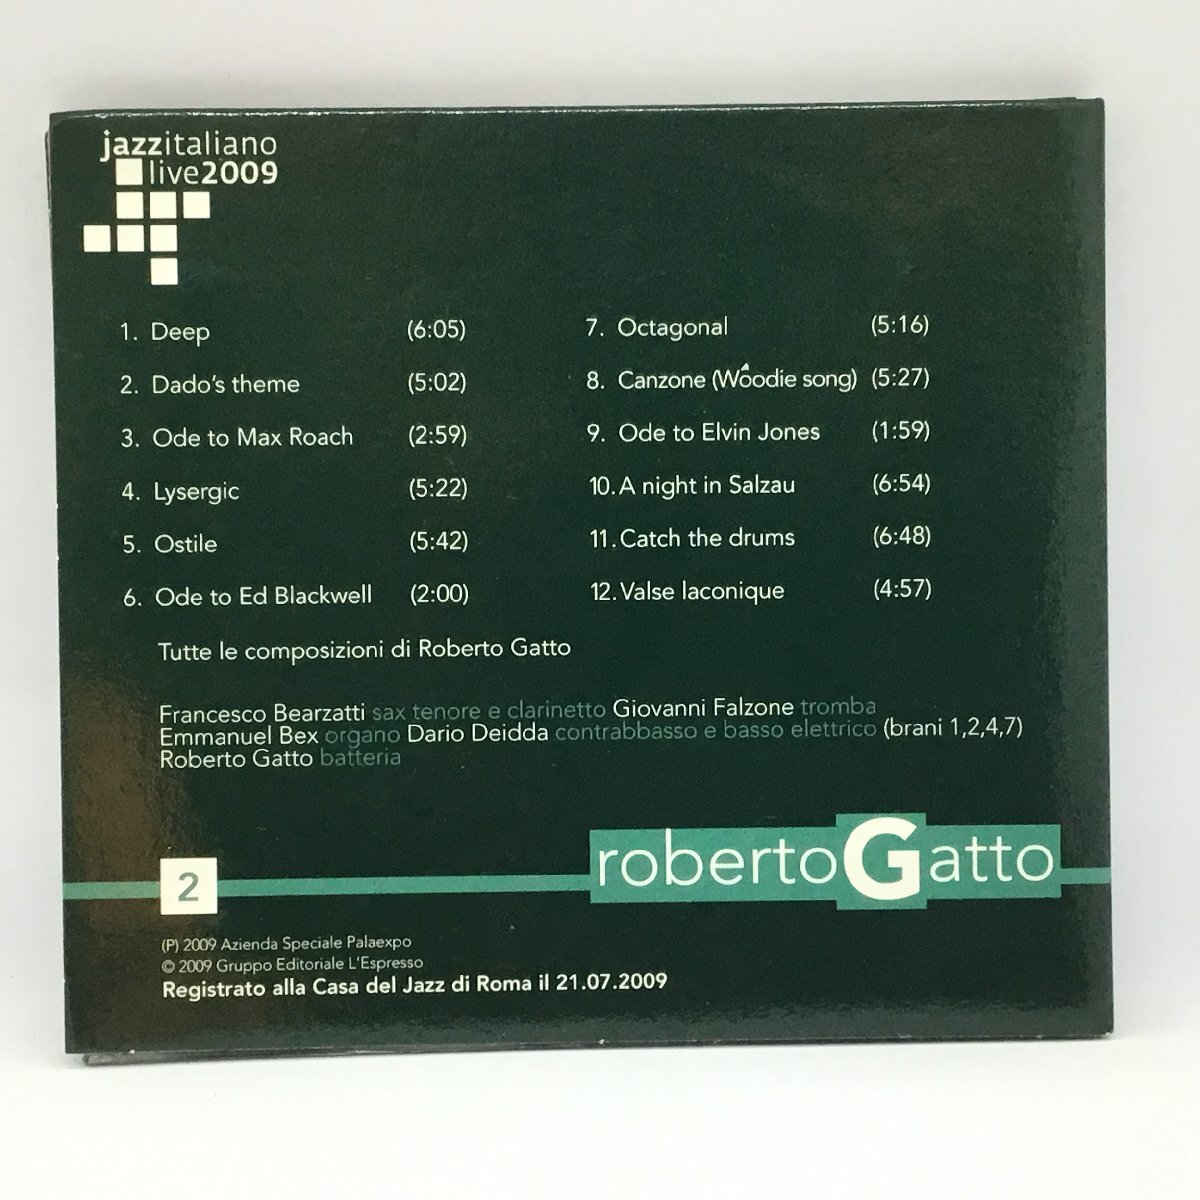 jazzitaliano
live2009
1. Deep (6:05)
2. Dado's theme (5:02)
3. Ode to Max Roach (2:59)
4. Lysergic (5:22)
5. Ostile (5:42)
6. Ode to Ed Blackwell (2:00)
7. Octagonal (5:16)
8. Canzone (Woodie song) (5:27)
9. Ode to Elvin Jones (1:59)
10. A night in Salzau (6:54)
11. Catch the drums (6:48)
12. Valse laconique (4:57)
Tutte le composizioni di Roberto Gatto
Francesco Bearzatti sax tenore e clarinetto Giovanni Falzone tromba
Emmanuel Bex organo Dario Deidda contrabbasso e basso elettrico (brani 1,2,4,7)
Roberto Gatto batteria
robertoGatto
2
(P) 2009 Azienda Speciale Palaexpo
© 2009 Gruppo Editoriale L'Espresso
Registrato alla Casa del Jazz di Roma il 21.07.2009